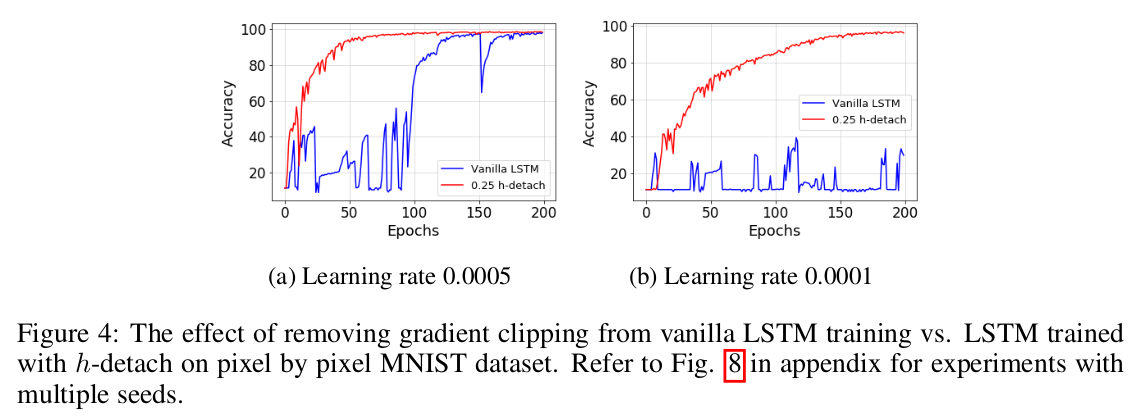 100
80
60
40
20
Accuracy
Vanilla LSTM
0.25 h-detach
0 50 100 150 200
Epochs
(a) Learning rate 0.0005
100
80
60
40
20
Accuracy
Vanilla LSTM
0.25 h-detach
0 50 100 150 200
Epochs
(b) Learning rate 0.0001
Figure 4: The effect of removing gradient clipping from vanilla LSTM training vs. LSTM trained
with h-detach on pixel by pixel MNIST dataset. Refer to Fig. 8 in appendix for experiments with
multiple seeds.